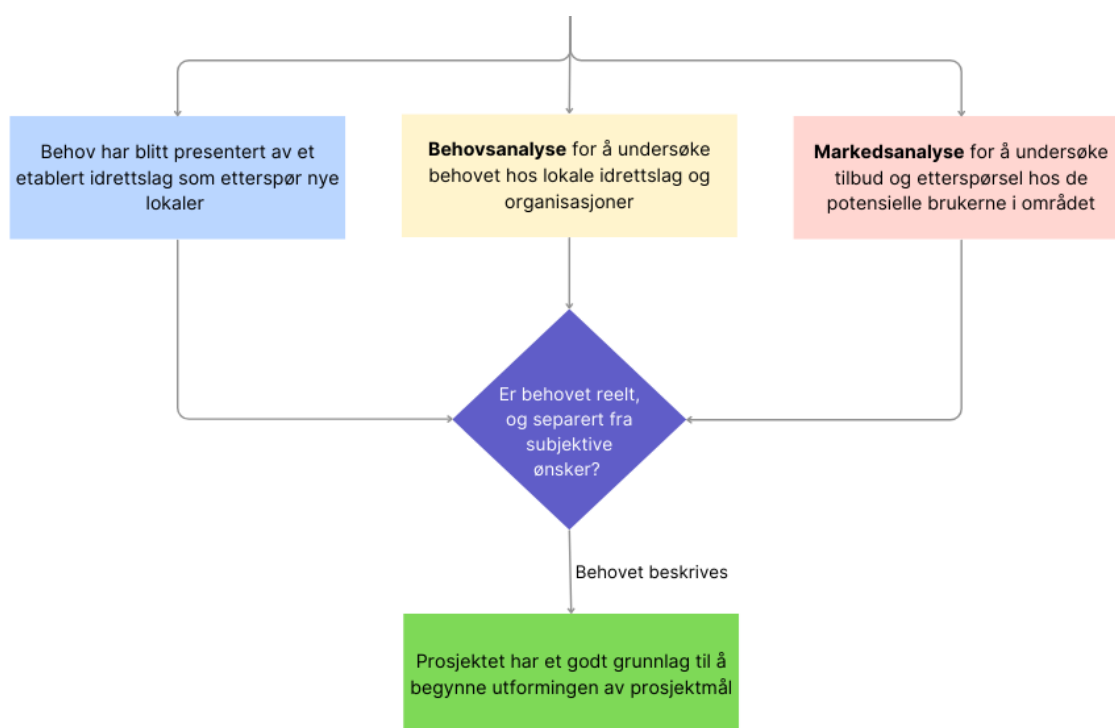 Behov har blitt presentert av et
etablert idrettslag som etterspør nye
lokaler
Behovsanalyse for å undersøke
behovet hos lokale idrettslag og
organisasjoner
Markedsanalyse for å undersøke
tilbud og etterspørsel hos de
potensielle brukerne i området
Er behovet reelt,
og separert fra
subjektive
ønsker?
Behovet beskrives
Prosjektet har et godt grunnlag til å
begynne utformingen av prosjektmål